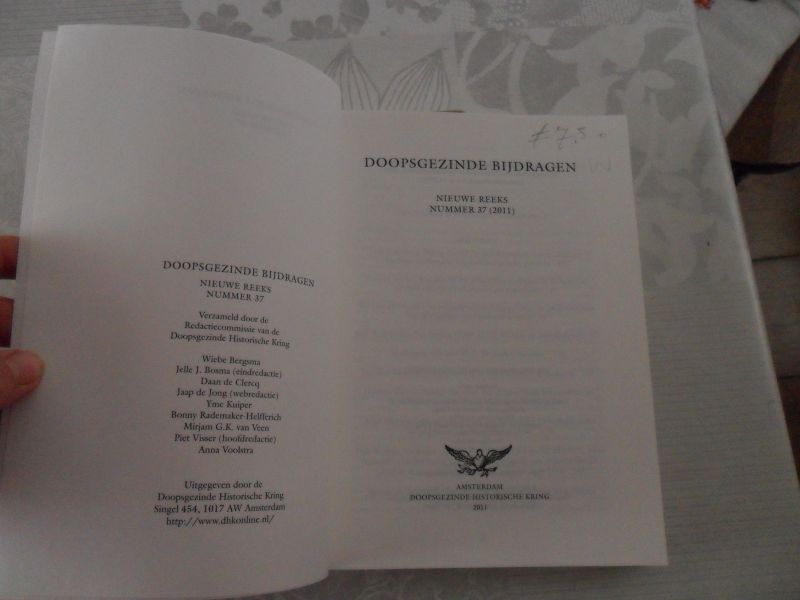 DOOPSGEZINDE BIJDRAGEN
NIEUWE REEKS
NUMMER 37
Verzameld door de
Redactiecommissie van de
Doopsgezinde Historische Kring
Wiebe Bergsma
Jelle J. Bosma (eindredactie)
Daan de Clercq
Jaap de Jong (webredactie)
Yme Kuiper
Bonny Rademaker-Helfferich
Mirjam G.K. van Veen
Piet Visser (hoofdredactie)
Anna Voolstra
Uitgegeven door de
Doopsgezinde Historische Kring
Singel 454, 1017 AW Amsterdam
http://www.dhkonline.nl/
DOOPSGEZINDE BIJDRAGEN
NIEUWE REEKS
NUMMER 37 (2011)
AMSTERDAM
DOOPSGEZINDE HISTORISCHE KRING
2011